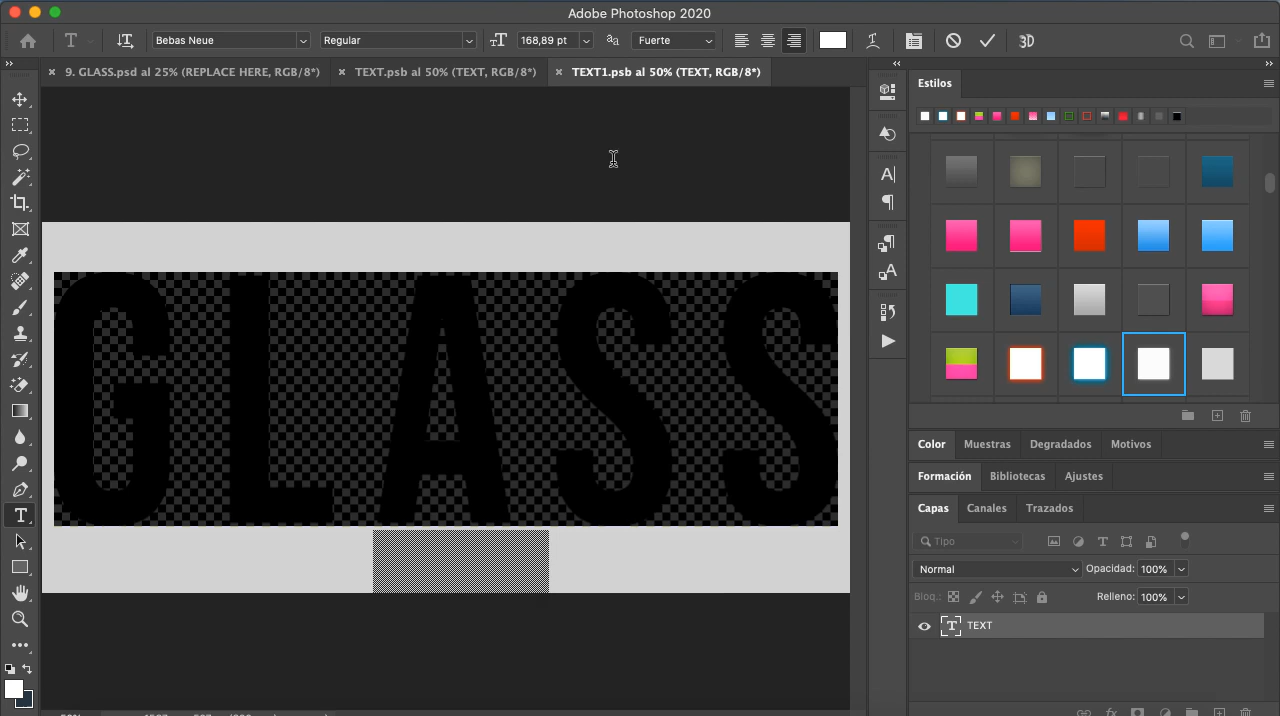 Adobe Photoshop 2020
Bebas Neue Regular 168,89 pt aa Fuerte 3D
9. GLASS.psd al 25% (REPLACE HERE, RGB/8*) TEXT.psb al 50% (TEXT, RGB/8*) TEXT1.psb al 50% (TEXT, RGB/8*)
Estilos
GLASS
Color Muestras Degradados Motivos
Formación Bibliotecas Ajustes
Capas Canales Trazados
Tipo
Normal Opacidad: 100%
Bloq.: Relleno: 100%
TEXT